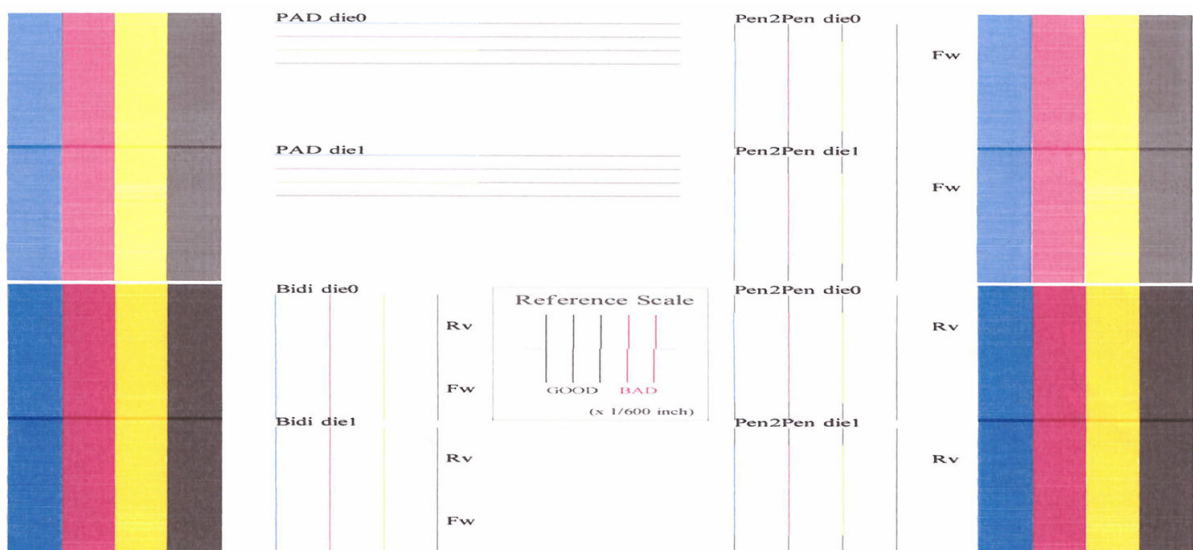 PAD die0
Pen2Pen die0
Fw
PAD die1
Pen2Pen die1
Fw
Bidi die0
Rv
Fw
Reference Scale
GOOD BAD
(x 1/600 inch)
Pen2Pen die0
Rv
Bidi die1
Rv
Fw
Pen2Pen die1
Rv